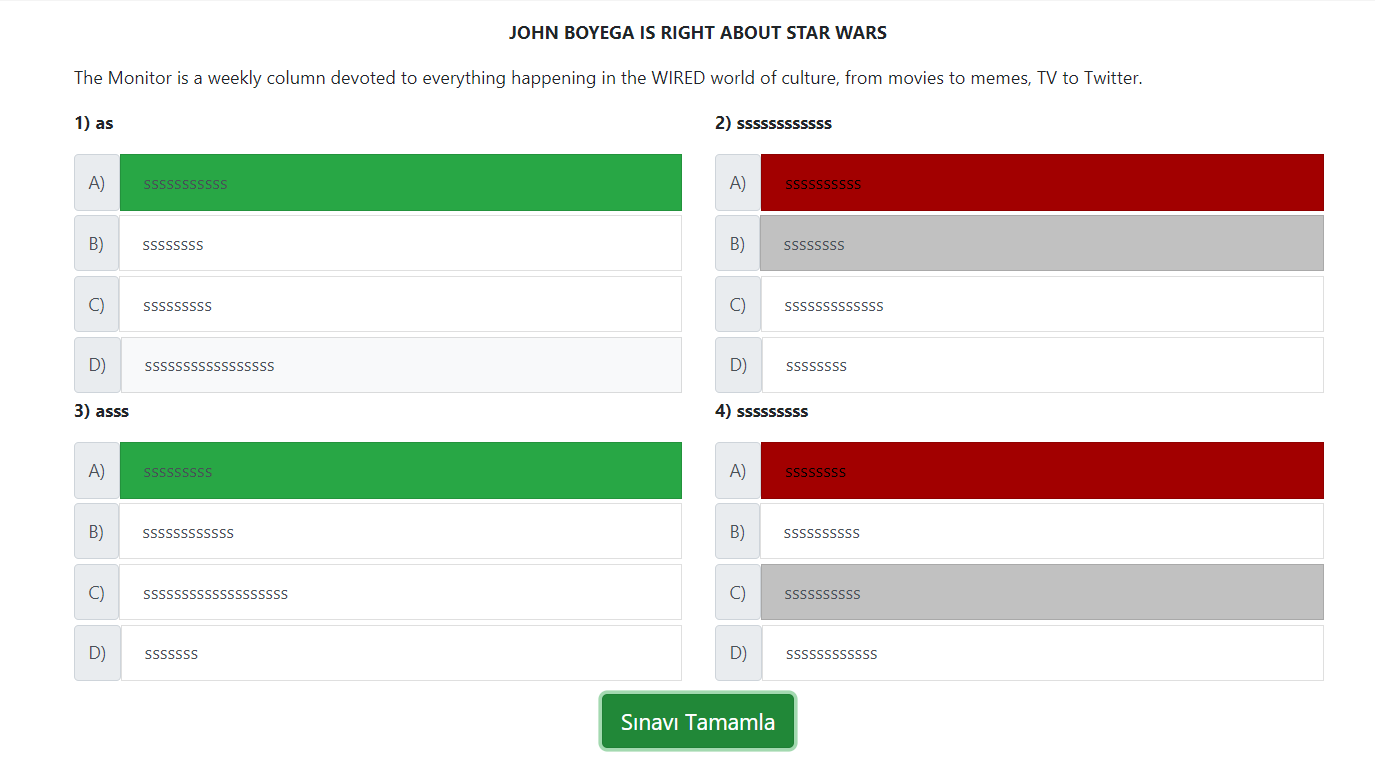 JOHN BOYEGA IS RIGHT ABOUT STAR WARS
The Monitor is a weekly column devoted to everything happening in the WIRED world of culture, from movies to memes, TV to Twitter.
1) as
A) sssssssssss
B) ssssssss
C) sssssssss
D) sssssssssssssssss
2) ssssssssssss
A) ssssssssss
B) ssssssss
C) sssssssssssss
D) ssssssss
3) asss
A) sssssssss
B) ssssssssssss
C) sssssssssssssssssss
D) sssssss
4) sssssssss
A) ssssssss
B) ssssssssss
C) ssssssssss
D) ssssssssssss
Sınavı Tamamla